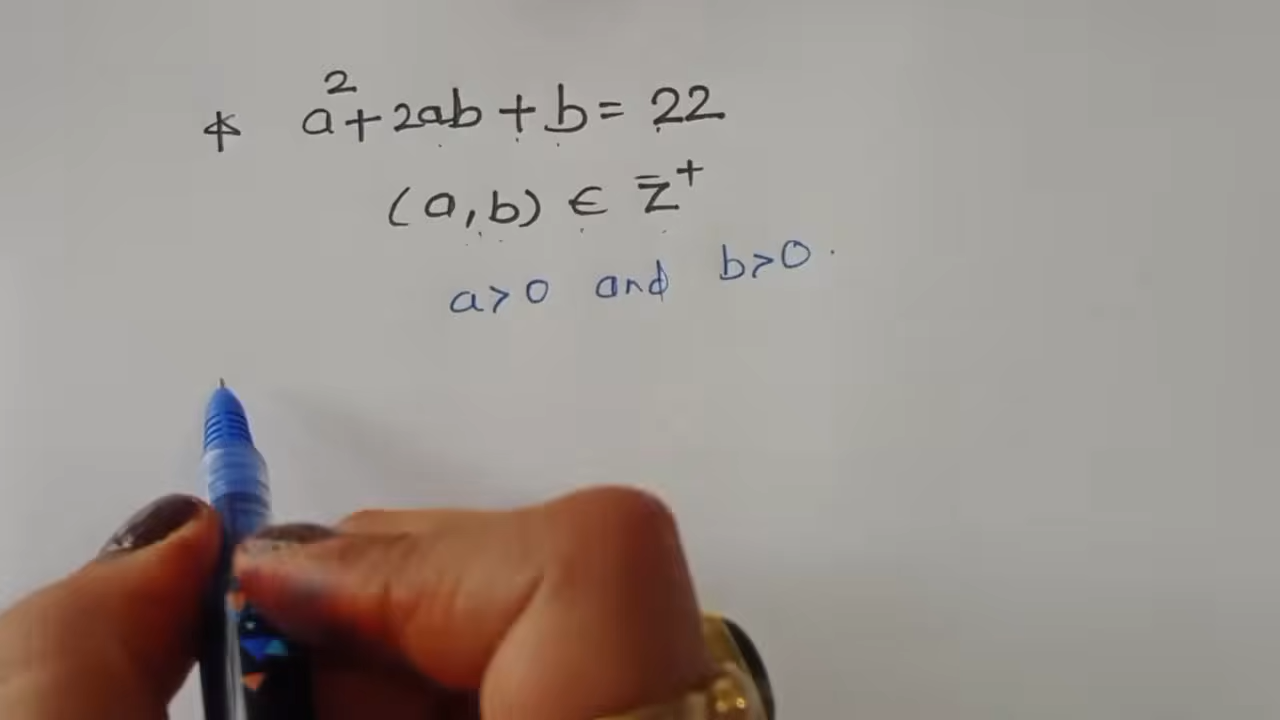 * a² + 2ab + b = 22
(a, b) ∈ Z⁺
a > 0 and b > 0.